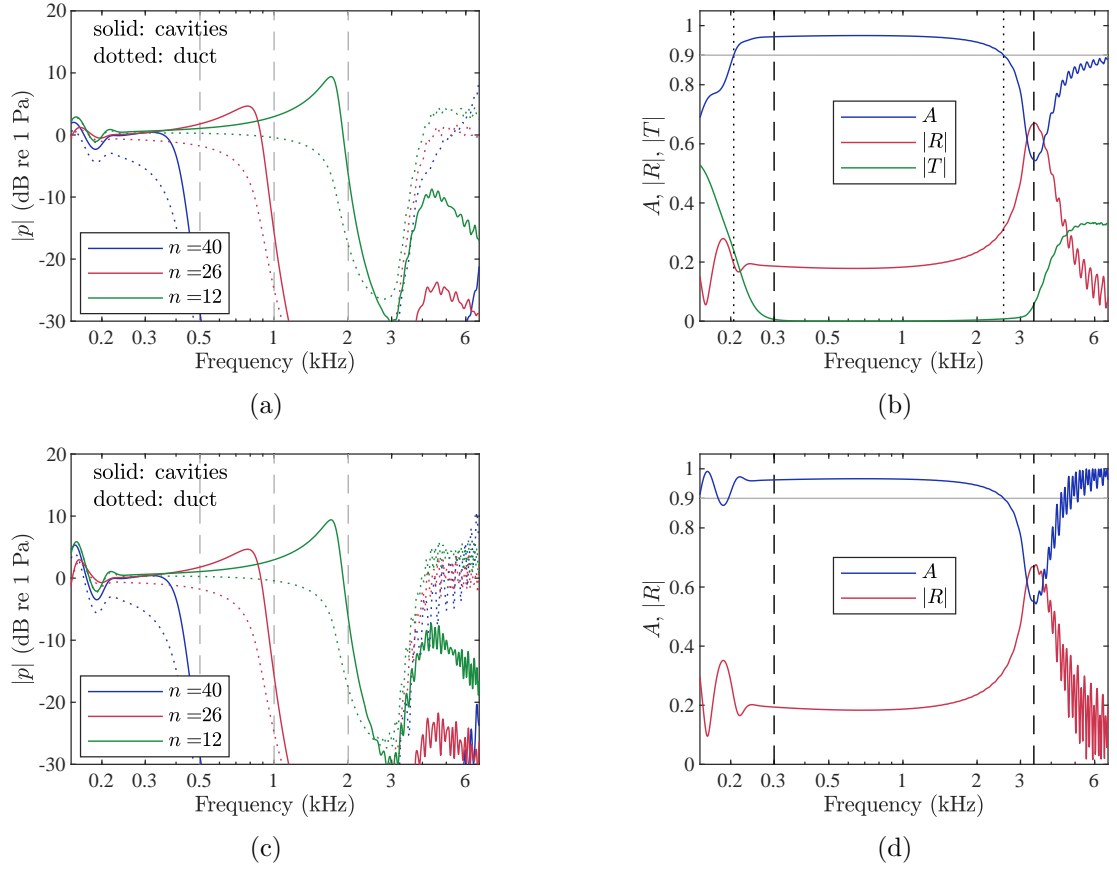 20
10
0
-10
-20
-30
|p| (dB re 1 Pa)
solid: cavities
dotted: duct
n =40
n =26
n =12
0.2 0.3 0.5 1 2 3 6
Frequency (kHz)
(a)
1
0.9
0.8
0.6
0.4
0.2
0
A, |R|, |T|
A
|R|
|T|
0.2 0.3 0.5 1 2 3 6
Frequency (kHz)
(b)
20
10
0
-10
-20
-30
|p| (dB re 1 Pa)
solid: cavities
dotted: duct
n =40
n =26
n =12
0.2 0.3 0.5 1 2 3 6
Frequency (kHz)
(c)
1
0.9
0.8
0.6
0.4
0.2
0
A, |R|
A
|R|
0.2 0.3 0.5 1 2 3 6
Frequency (kHz)
(d)